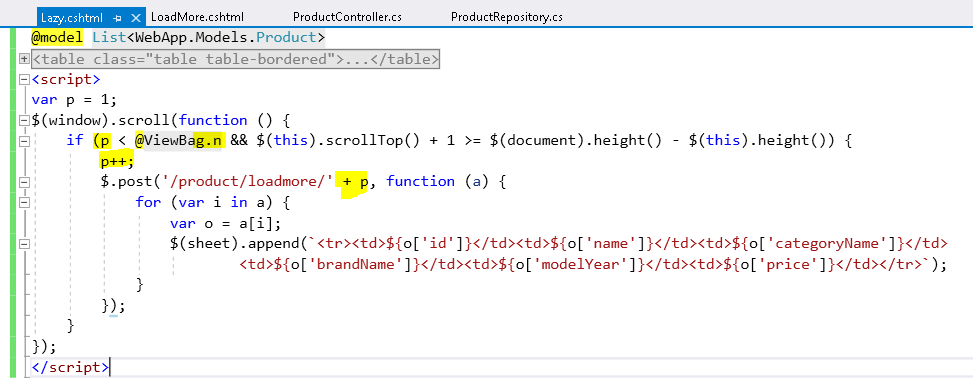 Lazy.cshtml LoadMore.cshtml ProductController.cs ProductRepository.cs
@model List<WebApp.Models.Product>
<table class="table table-bordered">...</table>
<script>
var p = 1;
$(window).scroll(function () {
if (p < @ViewBag.n && $(this).scrollTop() + 1 >= $(document).height() - $(this).height()) {
p++;
$.post('/product/loadmore/' + p, function (a) {
for (var i in a) {
var o = a[i];
$(sheet).append(`<tr><td>${o['id']}</td><td>${o['name']}</td><td>${o['categoryName']}</td>
<td>${o['brandName']}</td><td>${o['modelYear']}</td><td>${o['price']}</td></tr>`);
}
});
}
});
</script>